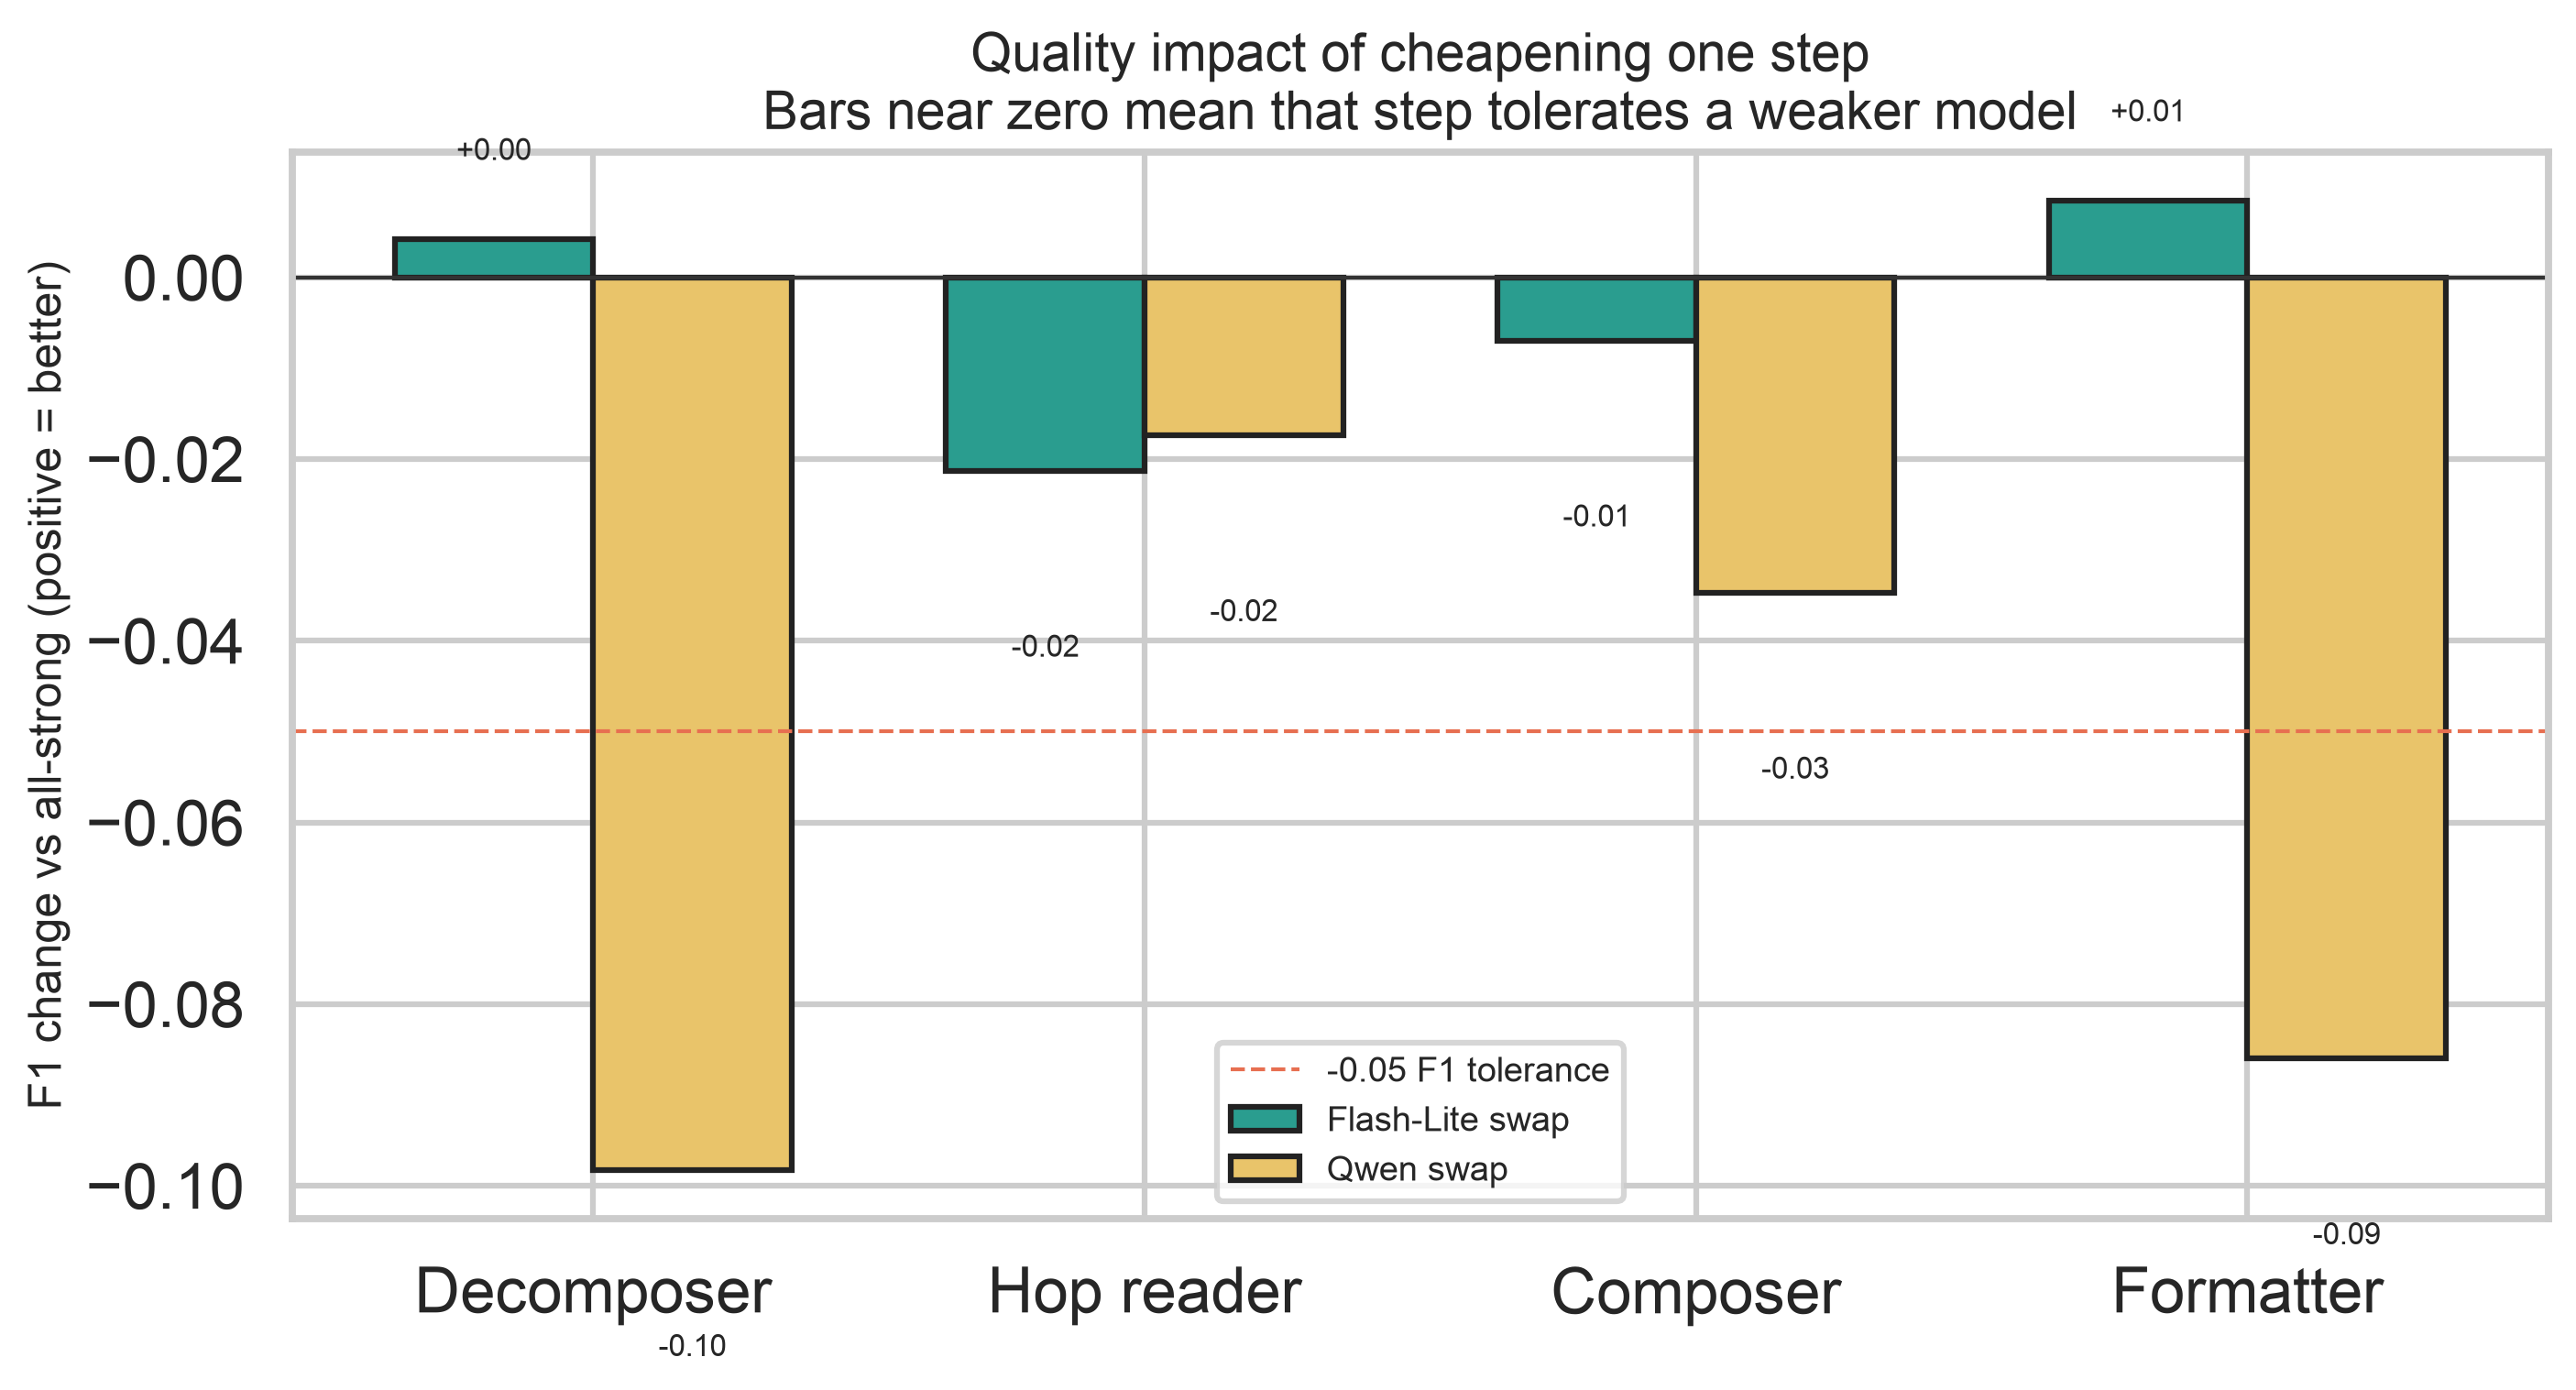 Quality impact of cheapening one step
Bars near zero mean that step tolerates a weaker model
F1 change vs all-strong (positive = better)
0.00
−0.02
−0.04
−0.06
−0.08
−0.10
+0.00
-0.10
-0.02
-0.02
-0.01
-0.03
+0.01
-0.09
-0.05 F1 tolerance
Flash-Lite swap
Qwen swap
Decomposer
Hop reader
Composer
Formatter